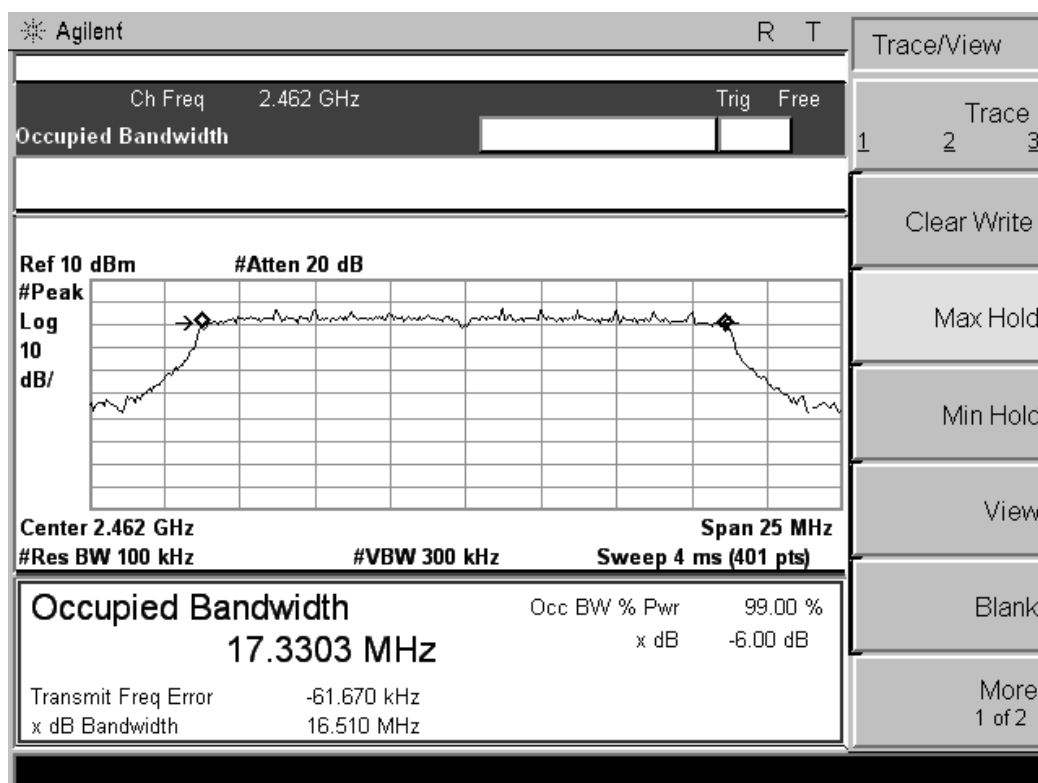 Agilent R T
Ch Freq 2.462 GHz Trig Free
Occupied Bandwidth
Ref 10 dBm #Atten 20 dB
#Peak
Log
10
dB/
Center 2.462 GHz Span 25 MHz
#Res BW 100 kHz #VBW 300 kHz Sweep 4 ms (401 pts)
Occupied Bandwidth
17.3303 MHz
Occ BW % Pwr 99.00 %
x dB -6.00 dB
Transmit Freq Error -61.670 kHz
x dB Bandwidth 16.510 MHz
Trace/View
Trace
1 2 3
Clear Write
Max Hold
Min Hold
View
Blank
More
1 of 2